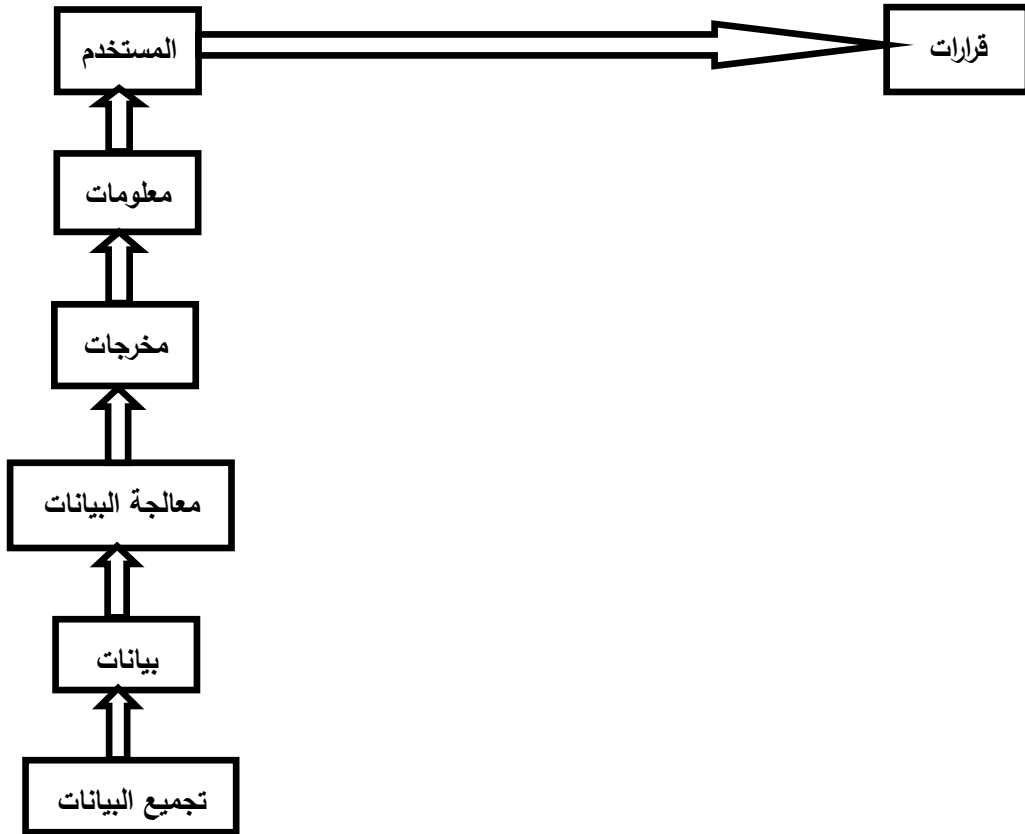 المستخدم
قرارات
معلومات
مخرجات
معالجة البيانات
بيانات
تجميع البيانات